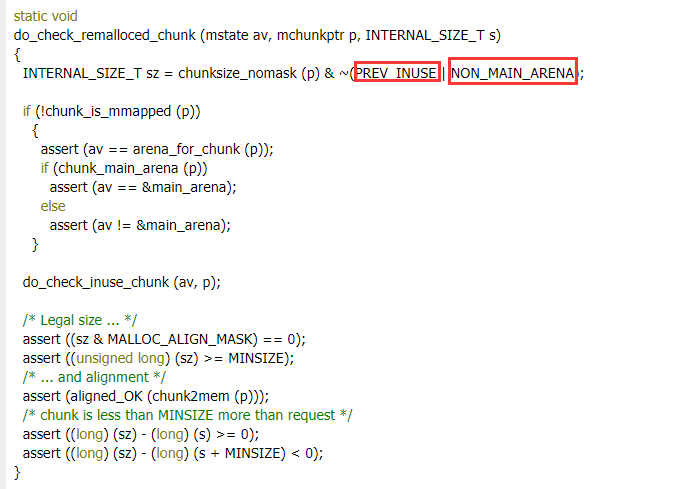 static void
do_check_remalloced_chunk (mstate av, mchunkptr p, INTERNAL_SIZE_T s)
{
  INTERNAL_SIZE_T sz = chunksize_nomask (p) & ~(PREV_INUSE | NON_MAIN_ARENA);
  if (!chunk_is_mmapped (p))
    {
      assert (av == arena_for_chunk (p));
      if (chunk_main_arena (p))
        assert (av == &main_arena);
      else
        assert (av != &main_arena);
    }
  do_check_inuse_chunk (av, p);
  /* Legal size ... */
  assert ((sz & MALLOC_ALIGN_MASK) == 0);
  assert ((unsigned long) (sz) >= MINSIZE);
  /* ... and alignment */
  assert (aligned_OK (chunk2mem (p)));
  /* chunk is less than MINSIZE more than request */
  assert ((long) (sz) - (long) (s) >= 0);
  assert ((long) (sz) - (long) (s + MINSIZE) < 0);
}